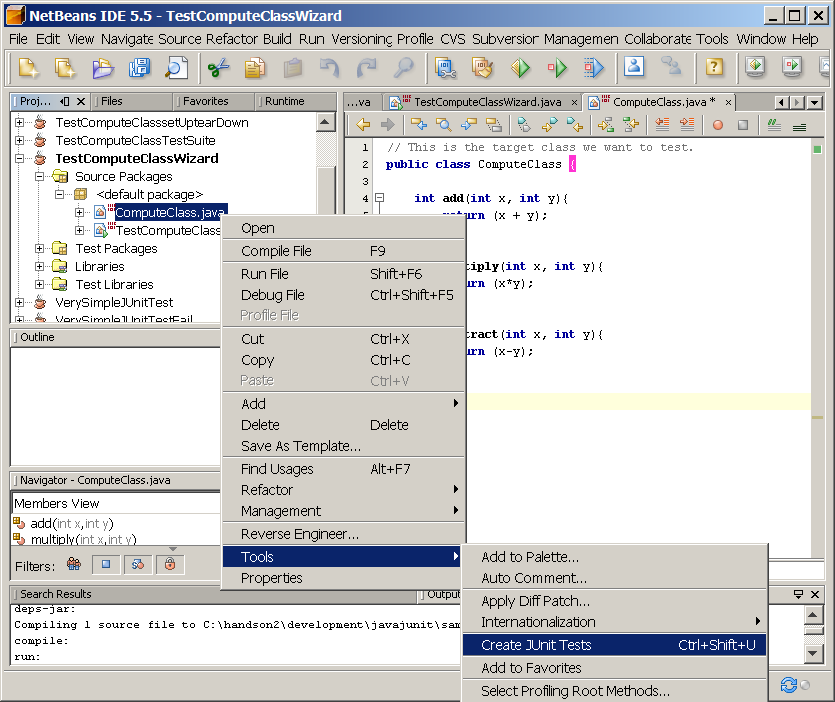 NetBeans IDE 5.5 - TestComputeClassWizard
File Edit View Navigate Source Refactor Build Run Versioning Profile CVS Subversion Managemen Collaborate Tools Window Help
Proj... Files Favorites Runtime
...va TestComputeClassWizard.java × ComputeClass.java * ×
TestComputeClasssetUptearDown
TestComputeClassTestSuite
TestComputeClassWizard
Source Packages
<default package>
ComputeClass.java
TestComputeClass
Test Packages
Libraries
Test Libraries
VerySimpleJUnitTest
VerySimpleJUnitTestFail
1 // This is the target class we want to test.
2 public class ComputeClass {
3
4 int add(int x, int y){
return (x + y);
iply(int x, int y){
urn (x*y);
tract(int x, int y){
urn (x-y);
Open
Compile File F9
Run File Shift+F6
Debug File Ctrl+Shift+F5
Profile File
Cut Ctrl+X
Copy Ctrl+C
Paste Ctrl+V
Add
Delete Delete
Save As Template...
Find Usages Alt+F7
Refactor
Management
Reverse Engineer...
Tools
Properties
Add to Palette...
Auto Comment...
Apply Diff Patch...
Internationalization
Create JUnit Tests Ctrl+Shift+U
Add to Favorites
Select Profiling Root Methods...
Outline
Navigator - ComputeClass.java
Members View
add(int x,int y)
multiply(int x,int y)
Filters:
Search Results
Output
deps-jar:
Compiling 1 source file to C:\handson2\development\javajunit\sam
compile:
run: